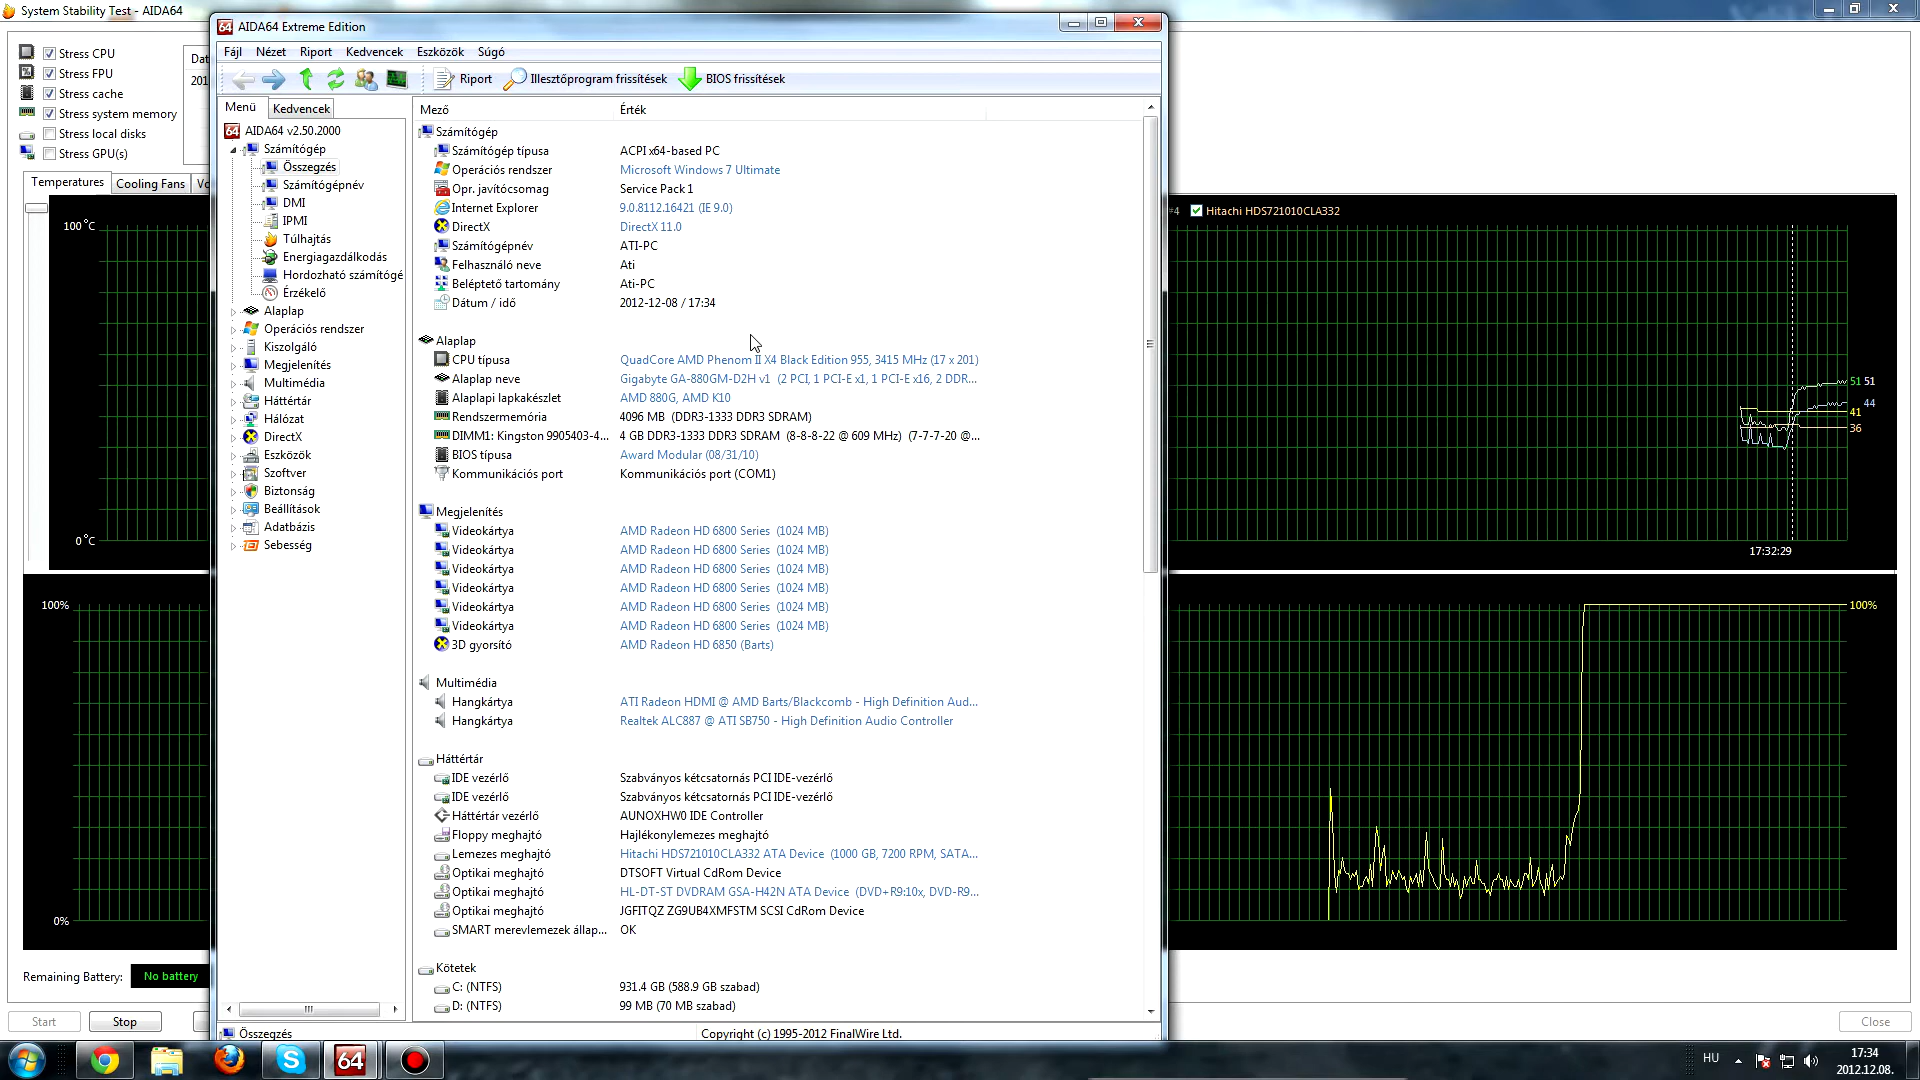 System Stability Test - AIDA64
Stress CPU
Stress FPU
Stress cache
Stress system memory
Stress local disks
Stress GPU(s)
Dat
201
Temperatures
Cooling Fans
Vo
100°C
0°C
100%
0%
Remaining Battery:
No battery
Start
Stop
64 AIDA64 Extreme Edition
Fájl
Nézet
Riport
Kedvencek
Eszközök
Súgó
Riport
Illesztőprogram frissítések
BIOS frissítések
Menü
Kedvencek
64 AIDA64 v2.50.2000
Számítógép
Összegzés
Számítógépnév
DMI
IPMI
Túlhajtás
Energiagazdálkodás
Hordozható számítógé
Érzékelő
Alaplap
Operációs rendszer
Kiszolgáló
Megjelenítés
Multimédia
Háttértár
Hálózat
DirectX
Eszközök
Szoftver
Biztonság
Beállítások
Adatbázis
Sebesség
Mező Érték
Számítógép
Számítógép típusa ACPI x64-based PC
Operációs rendszer Microsoft Windows 7 Ultimate
Opr. javítócsomag Service Pack 1
Internet Explorer 9.0.8112.16421 (IE 9.0)
DirectX DirectX 11.0
Számítógépnév ATI-PC
Felhasználó neve Ati
Beléptető tartomány Ati-PC
Dátum / idő 2012-12-08 / 17:34
Alaplap
CPU típusa QuadCore AMD Phenom II X4 Black Edition 955, 3415 MHz (17 x 201)
Alaplap neve Gigabyte GA-880GM-D2H v1 (2 PCI, 1 PCI-E x1, 1 PCI-E x16, 2 DDR...
Alaplapi lapkakészlet AMD 880G, AMD K10
Rendszermemória 4096 MB (DDR3-1333 DDR3 SDRAM)
DIMM1: Kingston 9905403-4... 4 GB DDR3-1333 DDR3 SDRAM (8-8-8-22 @ 609 MHz) (7-7-7-20 @...
BIOS típusa Award Modular (08/31/10)
Kommunikációs port Kommunikációs port (COM1)
Megjelenítés
Videokártya AMD Radeon HD 6800 Series (1024 MB)
Videokártya AMD Radeon HD 6800 Series (1024 MB)
Videokártya AMD Radeon HD 6800 Series (1024 MB)
Videokártya AMD Radeon HD 6800 Series (1024 MB)
Videokártya AMD Radeon HD 6800 Series (1024 MB)
Videokártya AMD Radeon HD 6800 Series (1024 MB)
3D gyorsító AMD Radeon HD 6850 (Barts)
Multimédia
Hangkártya ATI Radeon HDMI @ AMD Barts/Blackcomb - High Definition Aud...
Hangkártya Realtek ALC887 @ ATI SB750 - High Definition Audio Controller
Háttértár
IDE vezérlő Szabványos kétcsatornás PCI IDE-vezérlő
IDE vezérlő Szabványos kétcsatornás PCI IDE-vezérlő
Háttértár vezérlő AUNOXHW0 IDE Controller
Floppy meghajtó Hajlékonylemezes meghajtó
Lemezes meghajtó Hitachi HDS721010CLA332 ATA Device (1000 GB, 7200 RPM, SATA...
Optikai meghajtó DTSOFT Virtual CdRom Device
Optikai meghajtó HL-DT-ST DVDRAM GSA-H42N ATA Device (DVD+R9:10x, DVD-R9...
Optikai meghajtó JGFITQZ ZG9UB4XMFSTM SCSI CdRom Device
SMART merevlemezek állap... OK
Kötetek
C: (NTFS) 931.4 GB (588.9 GB szabad)
D: (NTFS) 99 MB (70 MB szabad)
Összegzés
Copyright (c) 1995-2012 FinalWire Ltd.
#4
Hitachi HDS721010CLA332
51 51
44
41
36
17:32:29
100%
Close
64
HU
17:34
2012.12.08.